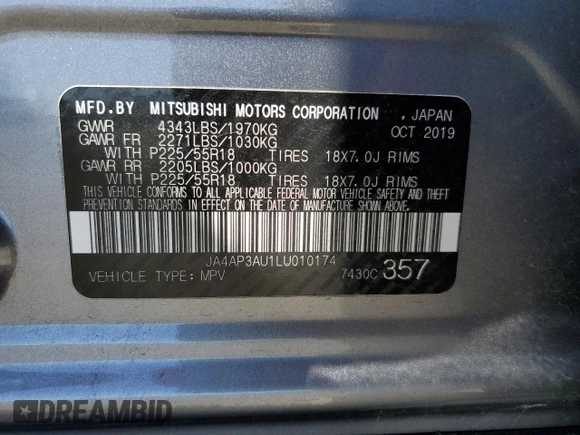 MFD.BY MITSUBISHI MOTORS CORPORATION , JAPAN
GVWR 4343LBS/1970KG OCT 2019
GAWR FR 2271LBS/1030KG
WITH P225/55R18 TIRES 18X7.0J RIMS
GAWR RR 2205LBS/1000KG
WITH P225/55R18 TIRES 18X7.0J RIMS
THIS VEHICLE CONFORMS TO ALL APPLICABLE FEDERAL MOTOR VEHICLE SAFETY AND THEFT
PREVENTION STANDARDS IN EFFECT ON THE DATE OF MANUFACTURE SHOWN ABOVE.
JA4AP3AU1LU010174
VEHICLE TYPE: MPV 7430C 357
DREAMBID